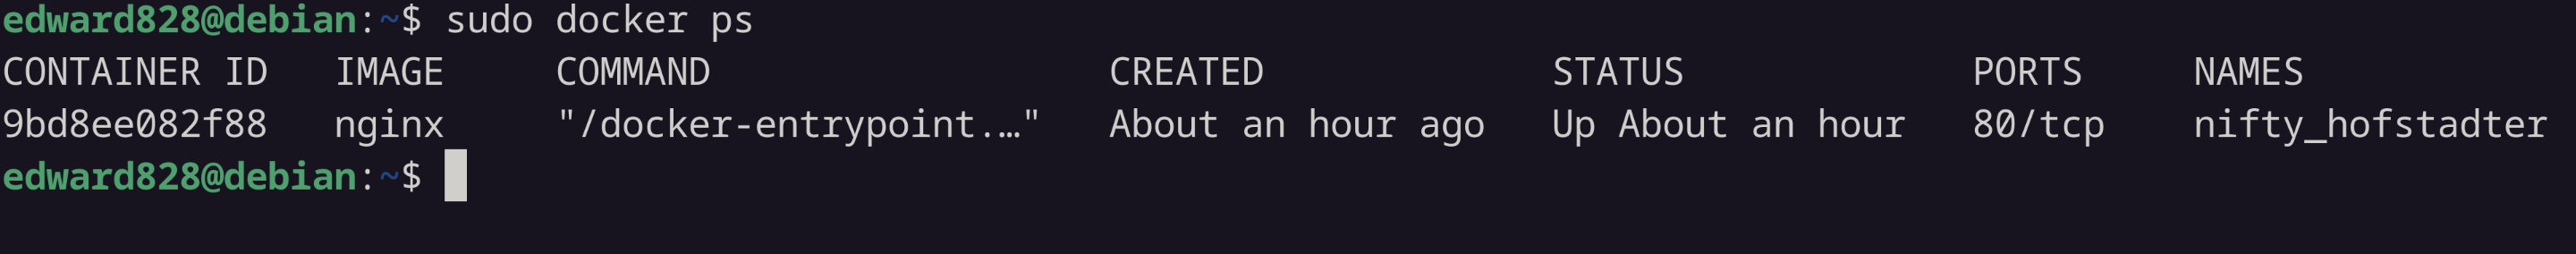 edward828@debian:~$ sudo docker ps
CONTAINER ID   IMAGE     COMMAND                  CREATED             STATUS             PORTS     NAMES
9bd8ee082f88   nginx     "/docker-entrypoint.…"   About an hour ago   Up About an hour   80/tcp    nifty_hofstadter
edward828@debian:~$